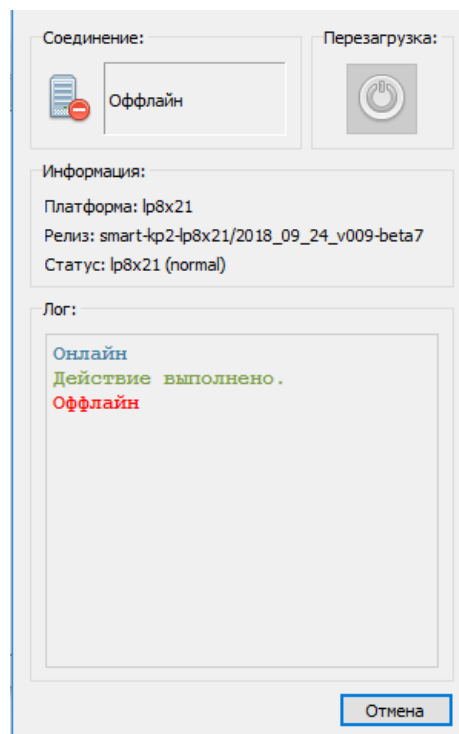 Соединение:
Перезагрузка:
Оффлайн
Информация:
Платформа: lp8x21
Релиз: smart-kp2-lp8x21/2018_09_24_v009-beta7
Статус: lp8x21 (normal)
Лог:
Онлайн
Действие выполнено.
Оффлайн
Отмена